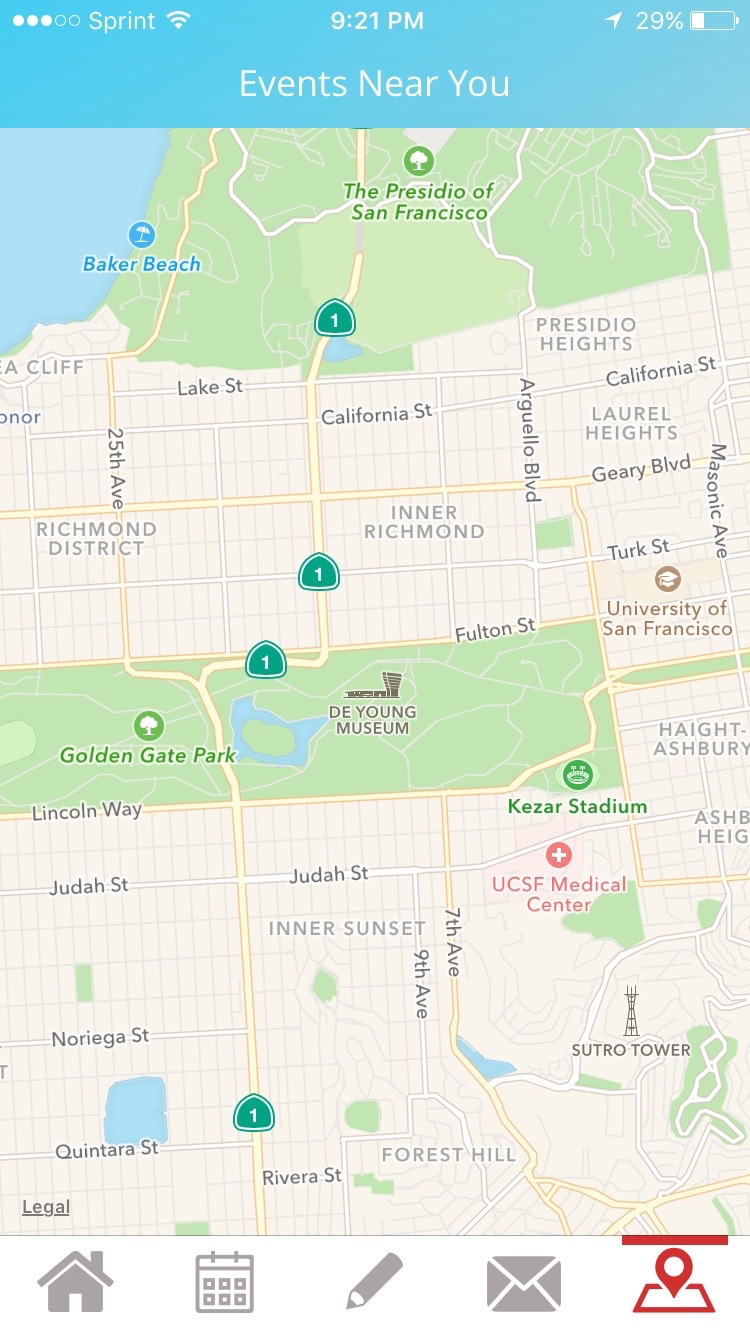 Sprint 9:21 PM 29%
Events Near You
The Presidio of
San Francisco
Baker Beach
1
PRESIDIO
HEIGHTS
EA CLIFF
Lake St
California St
California St
onor
25th Ave
Arguello Blvd
LAUREL
HEIGHTS
Geary Blvd
Masonic Ave
RICHMOND
DISTRICT
INNER
RICHMOND
Turk St
1
University of
San Francisco
Fulton St
1
DE YOUNG
MUSEUM
Golden Gate Park
HAIGHT-
ASHBURY
Kezar Stadium
Lincoln Way
ASHB
HEIG
UCSF Medical
Center
Judah St
Judah St
INNER SUNSET
7th Ave
9th Ave
Noriega St
SUTRO TOWER
T
1
Quintara St
FOREST HILL
Rivera St
Legal